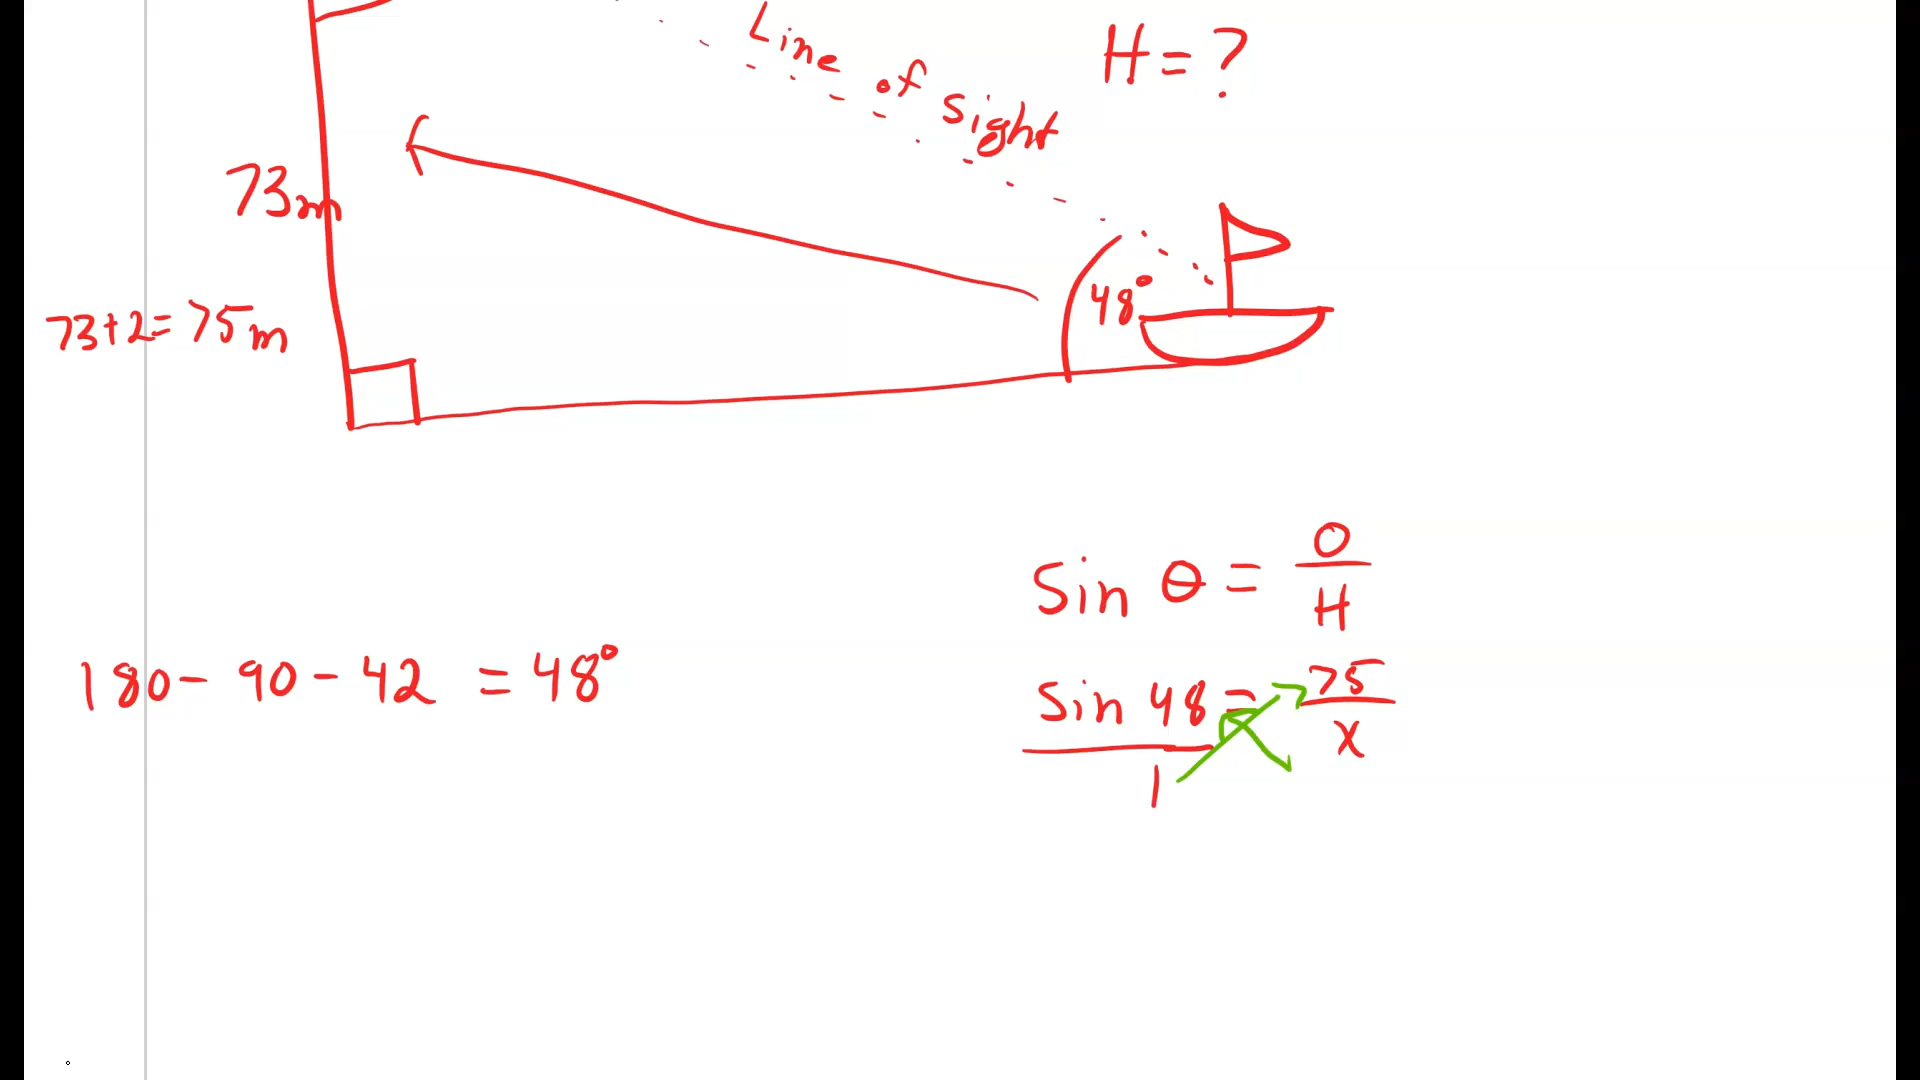 Line of sight
H = ?
73m
48°
73+2= 75m
Sin θ = O/H
180 - 90 - 42 = 48°
Sin 48/1 = 75/x